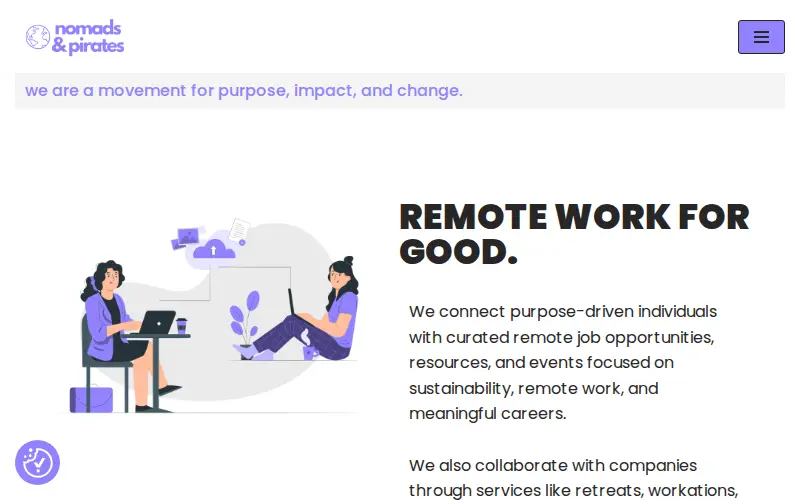 nomads
& pirates
we are a movement for purpose, impact, and change.
REMOTE WORK FOR
GOOD.
We connect purpose-driven individuals
with curated remote job opportunities,
resources, and events focused on
sustainability, remote work, and
meaningful careers.
We also collaborate with companies
through services like retreats, workations,